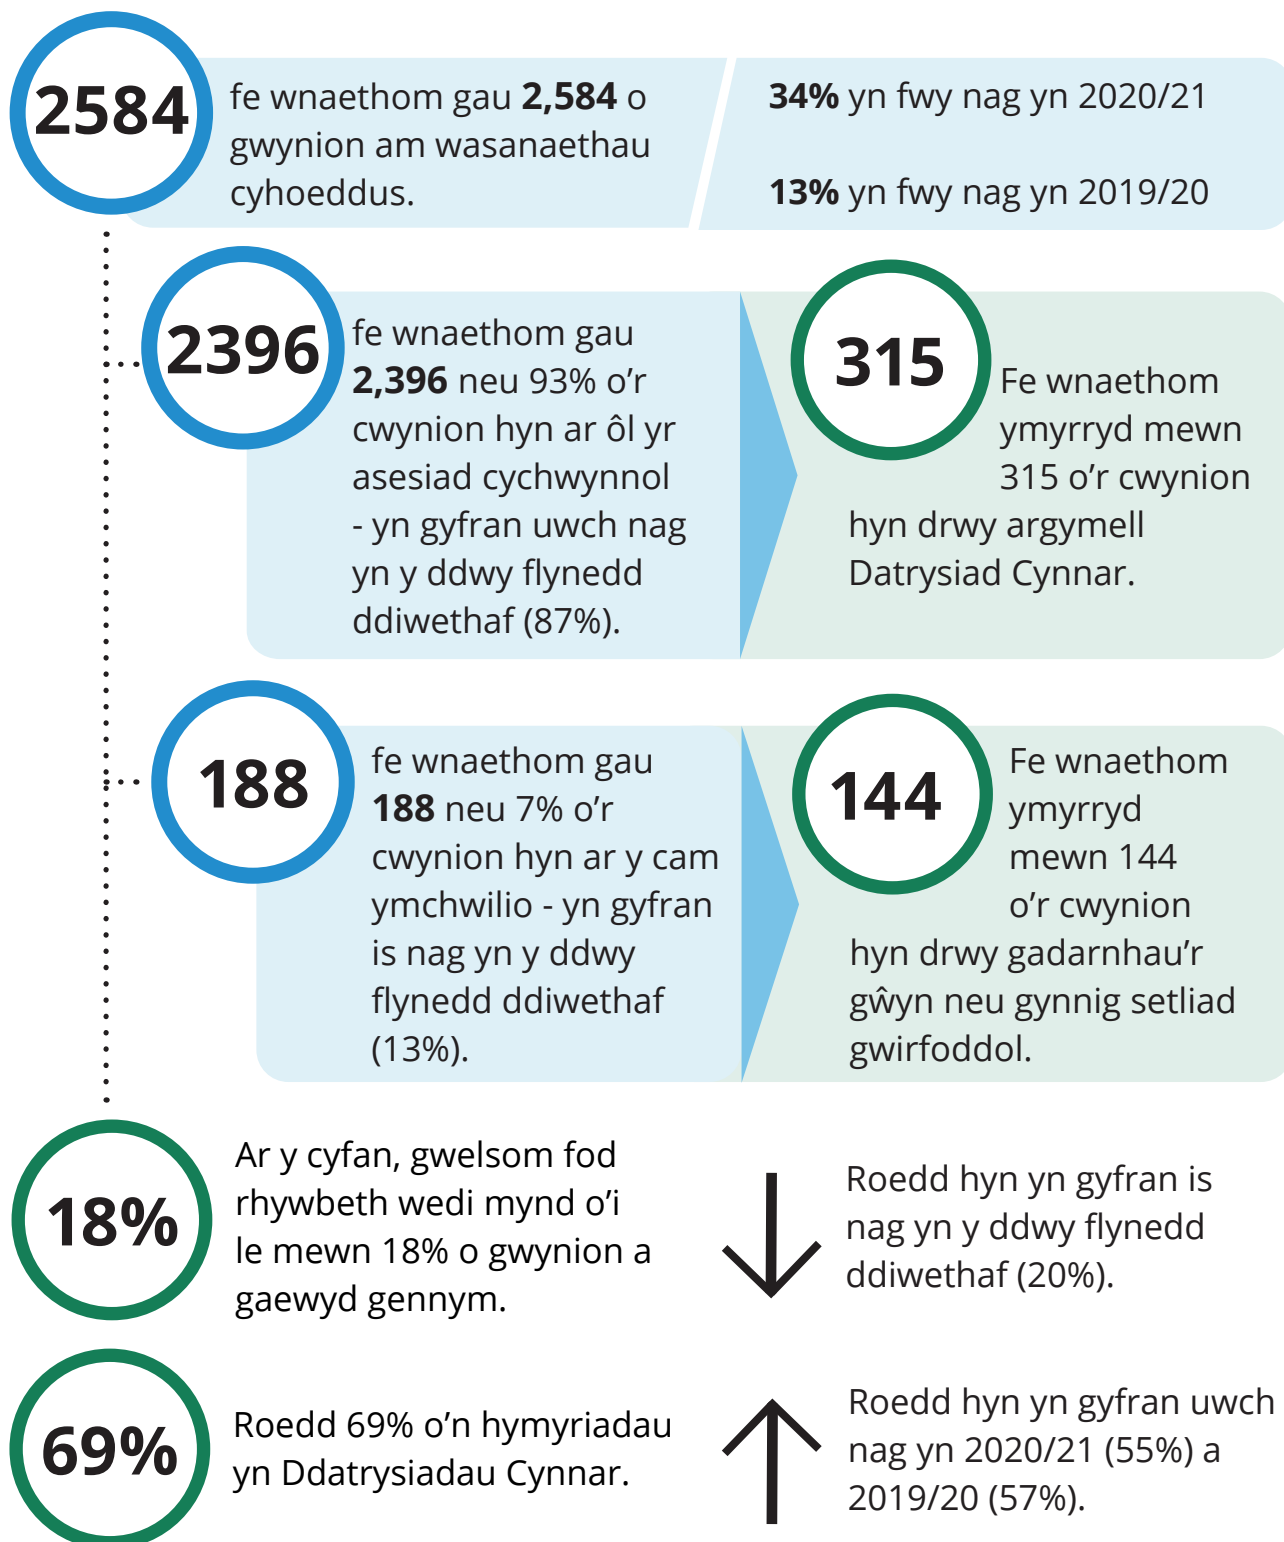 2584
fe wnaethom gau 2,584 o
gwynion am wasanaethau
cyhoeddus.
34% yn fwy nag yn 2020/21
13% yn fwy nag yn 2019/20
2396
fe wnaethom gau
2,396 neu 93% o'r
cwynion hyn ar ôl yr
asesiad cychwynnol
- yn gyfran uwch nag
yn y ddwy flynedd
ddiwethaf (87%).
315
Fe wnaethom
ymyrryd mewn
315 o'r cwynion
hyn drwy argymell
Datrysiad Cynnar.
188
fe wnaethom gau
188 neu 7% o'r
cwynion hyn ar y cam
ymchwilio - yn gyfran
is nag yn y ddwy
flynedd ddiwethaf
(13%).
144
Fe wnaethom
ymyrryd
mewn 144
o'r cwynion
hyn drwy gadarnhau'r
gŵyn neu gynnig setliad
gwirfoddol.
18%
Ar y cyfan, gwelsom fod
rhywbeth wedi mynd o'i
le mewn 18% o gwynion a
gaewyd gennym.
Roedd hyn yn gyfran is
nag yn y ddwy flynedd
ddiwethaf (20%).
69%
Roedd 69% o'n hymyriadau
yn Ddatrysiadau Cynnar.
Roedd hyn yn gyfran uwch
nag yn 2020/21 (55%) a
2019/20 (57%).